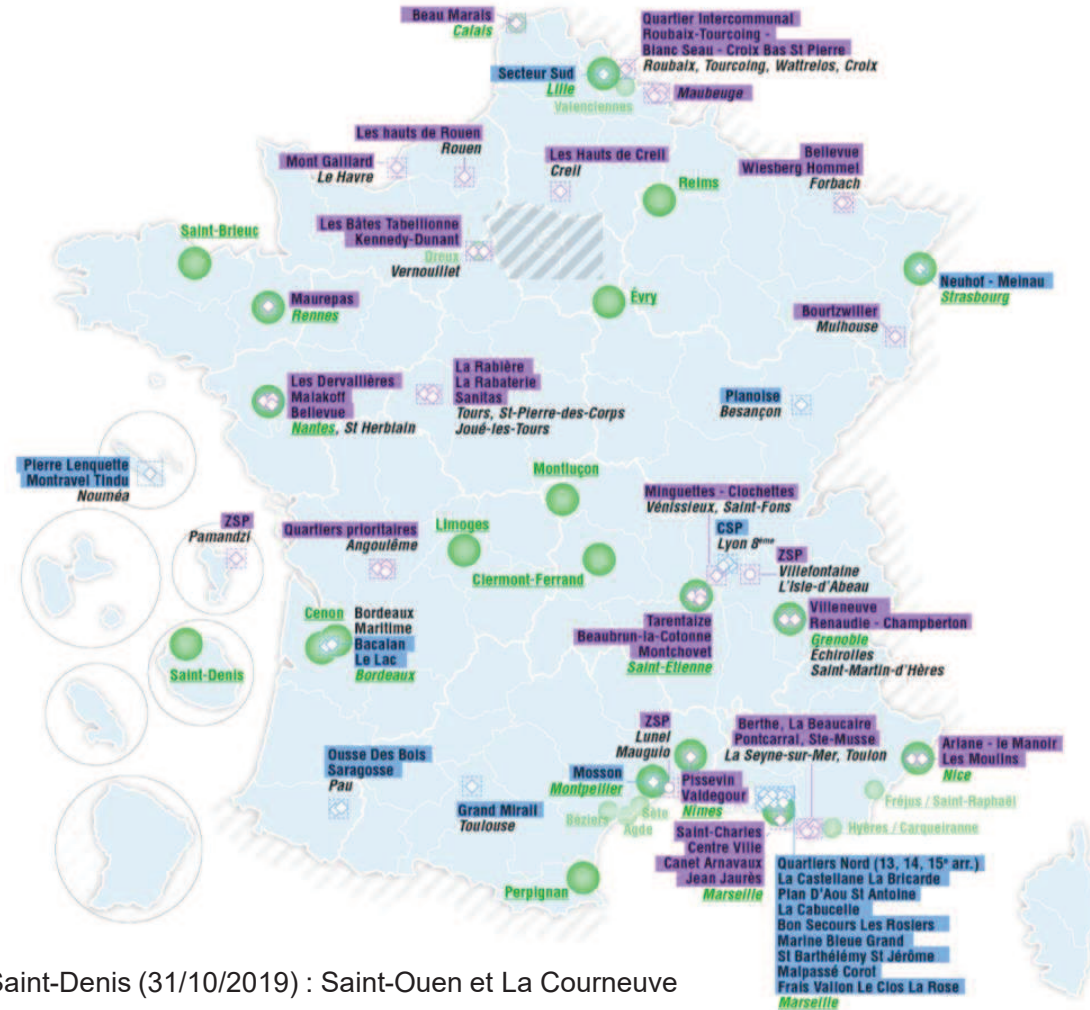 Beau Marais
Calais
Quartier Intercommunal
Roubaix-Tourcoing -
Blanc Seau - Croix Bas St Pierre
Roubaix, Tourcoing, Wattrelos, Croix
Secteur Sud
Lille
Valenciennes
Maubeuge
Les hauts de Rouen
Rouen
Mont Gaillard
Le Havre
Les Hauts de Creil
Creil
Bellevue
Wiesberg Hommel
Forbach
Reims
Saint-Brieuc
Les Bâtes Tabellionne
Kennedy-Dunant
Dreux
Vernouillet
Neuhof - Meinau
Strasbourg
Maurepas
Rennes
Évry
Bourtzwiller
Mulhouse
Les Dervallières
Malakoff
Bellevue
Nantes, St Herblain
La Rabière
La Rabaterie
Sanitas
Tours, St-Pierre-des-Corps
Joué-les-Tours
Planoise
Besançon
Pierre Lenquette
Montravel Tindu
Nouméa
Montluçon
Minguettes - Clochettes
Vénissieux, Saint-Fons
ZSP
Pamandzi
Quartiers prioritaires
Angoulême
Limoges
Clermont-Ferrand
CSP
Lyon 8ème
ZSP
Villefontaine
L'Isle-d'Abeau
Cenon
Bordeaux
Maritime
Bacalan
Le Lac
Bordeaux
Tarentaize
Beaubrun-la-Cotonne
Montchovet
Saint-Étienne
Villeneuve
Renaudie - Champberton
Grenoble
Échirolles
Saint-Martin-d'Hères
Saint-Denis
ZSP
Lunel
Mauguio
Berthe, La Beaucaire
Pontcarral, Ste-Musse
La Seyne-sur-Mer, Toulon
Ariane - le Manoir
Les Moulins
Nice
Ousse Des Bois
Saragosse
Pau
Grand Mirail
Toulouse
Mosson
Montpellier
Pissevin
Valdegour
Nimes
Béziers
Agde
Sète
Fréjus / Saint-Raphaël
Hyères / Carqueiranne
Saint-Charles
Centre Ville
Canet Arnavaux
Jean Jaurès
Marseille
Perpignan
Quartiers Nord (13, 14, 15e arr.)
La Castellane La Bricarde
Plan D'Aou St Antoine
La Cabucelle
Bon Secours Les Rosiers
Marine Bleue Grand
St Barthélémy St Jérôme
Malpassé Corot
Frais Vallon Le Clos La Rose
Marseille
Saint-Denis (31/10/2019) : Saint-Ouen et La Courneuve